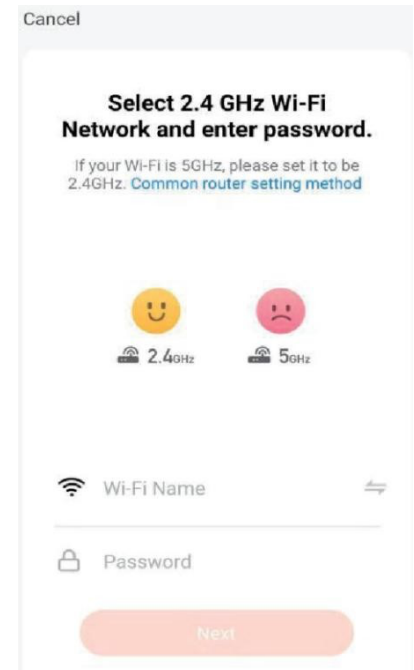 Cancel
Select 2.4 GHz Wi-Fi
Network and enter password.
If your Wi-Fi is 5GHz, please set it to be
2.4GHz. Common router setting method
2.4GHz
5GHz
Wi-Fi Name
Password
Next